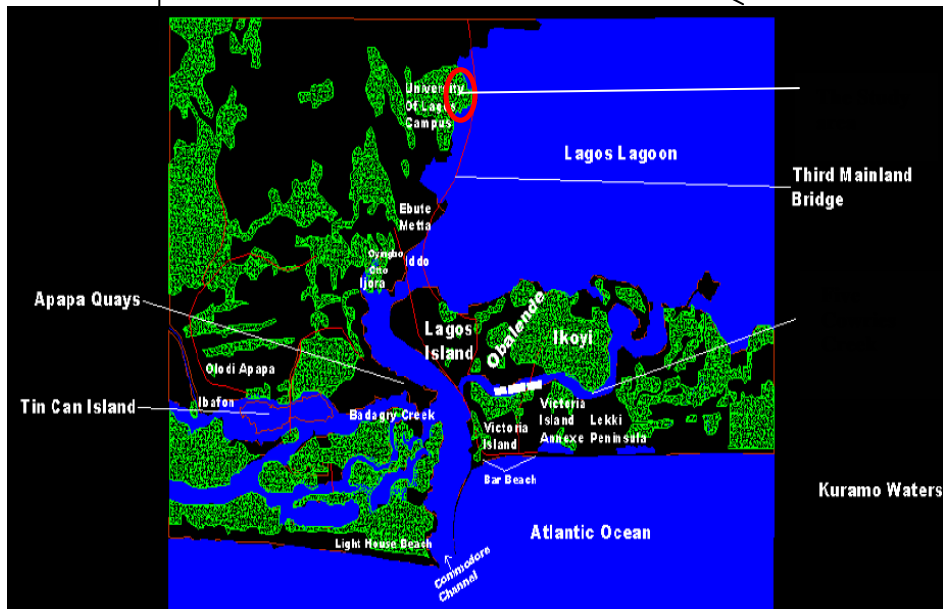 University
Of Lagos
Campus
Lagos Lagoon
Third Mainland
Bridge
Ebute
Metta
Oyingbo
Oto
Iddo
Ijora
Apapa Quays
Lagos
Island
Obalende
Ikoyi
Olodi Apapa
Ibafon
Tin Can Island
Badagry Creek
Victoria
Island
Victoria
Island
Annexe
Lekki
Peninsula
Bar Beach
Kuramo Waters
Atlantic Ocean
Light House Beach
Commodore
Channel